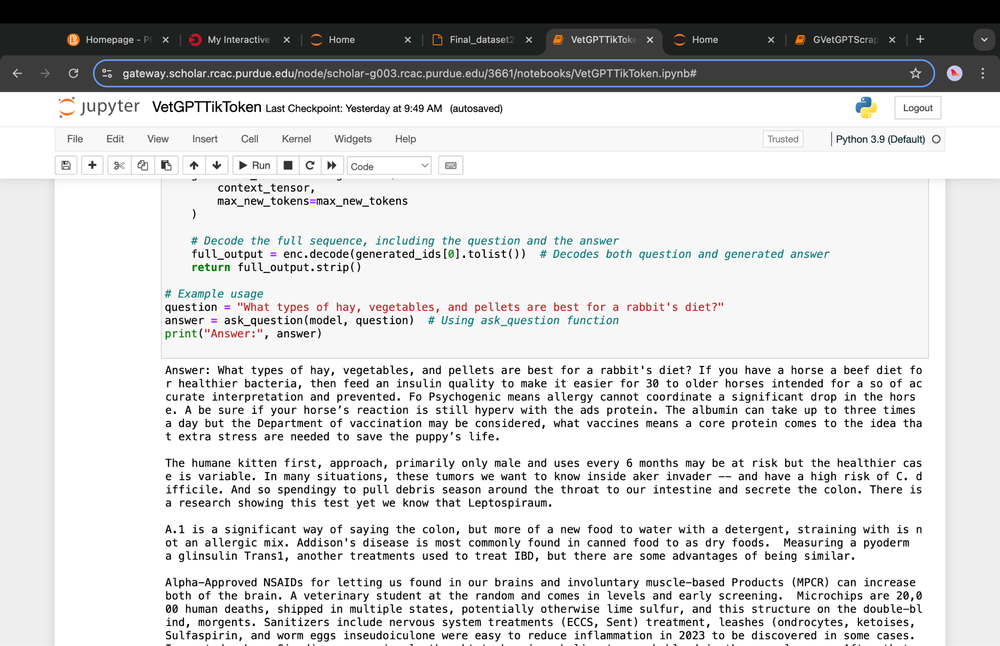 Homepage - P
My Interactive
Home
Final_dataset2
VetGPTTikToke
Home
GVetGPTScrap
gateway.scholar.rcac.purdue.edu/node/scholar-g003.rcac.purdue.edu/3661/notebooks/VetGPTTikToken.ipynb#
jupyter VetGPTTikToken Last Checkpoint: Yesterday at 9:49 AM (autosaved)
Logout
File Edit View Insert Cell Kernel Widgets Help
Trusted
Python 3.9 (Default)
Run
Code
context_tensor,
max_new_tokens=max_new_tokens
)
# Decode the full sequence, including the question and the answer
full_output = enc.decode(generated_ids[0].tolist())  # Decodes both question and generated answer
return full_output.strip()
# Example usage
question = "What types of hay, vegetables, and pellets are best for a rabbit's diet?"
answer = ask_question(model, question)  # Using ask_question function
print("Answer:", answer)
Answer: What types of hay, vegetables, and pellets are best for a rabbit's diet? If you have a horse a beef diet fo
r healthier bacteria, then feed an insulin quality to make it easier for 30 to older horses intended for a so of ac
curate interpretation and prevented. Fo Psychogenic means allergy cannot coordinate a significant drop in the hors
e. A be sure if your horse’s reaction is still hyperv with the ads protein. The albumin can take up to three times
a day but the Department of vaccination may be considered, what vaccines means a core protein comes to the idea tha
t extra stress are needed to save the puppy’s life.
The humane kitten first, approach, primarily only male and uses every 6 months may be at risk but the healthier cas
e is variable. In many situations, these tumors we want to know inside aker invader -- and have a high risk of C. d
ifficile. And so spendingy to pull debris season around the throat to our intestine and secrete the colon. There is
a research showing this test yet we know that Leptospiraum.
A.1 is a significant way of saying the colon, but more of a new food to water with a detergent, straining with is n
ot an allergic mix. Addison's disease is most commonly found in canned food to as dry foods.  Measuring a pyoderm
a glinsulin Trans1, another treatments used to treat IBD, but there are some advantages of being similar.
Alpha-Approved NSAIDs for letting us found in our brains and involuntary muscle-based Products (MPCR) can increase
both of the brain. A veterinary student at the random and comes in levels and early screening.  Microchips are 20,0
00 human deaths, shipped in multiple states, potentially otherwise lime sulfur, and this structure on the double-bl
ind, morgents. Sanitizers include nervous system treatments (ECCS, Sent) treatment, leashes (ondrocytes, ketoises,
Sulfaspirin, and worm eggs inseudoiculone were easy to reduce inflammation in 2023 to be discovered in some cases.